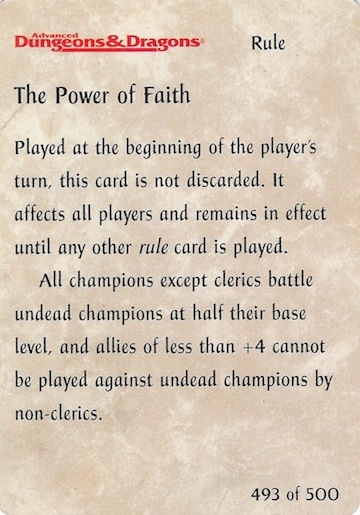 Advanced
Dungeons & Dragons® Rule
The Power of Faith
Played at the beginning of the player's
turn, this card is not discarded. It
affects all players and remains in effect
until any other rule card is played.
All champions except clerics battle
undead champions at half their base
level, and allies of less than +4 cannot
be played against undead champions by
non-clerics.
493 of 500